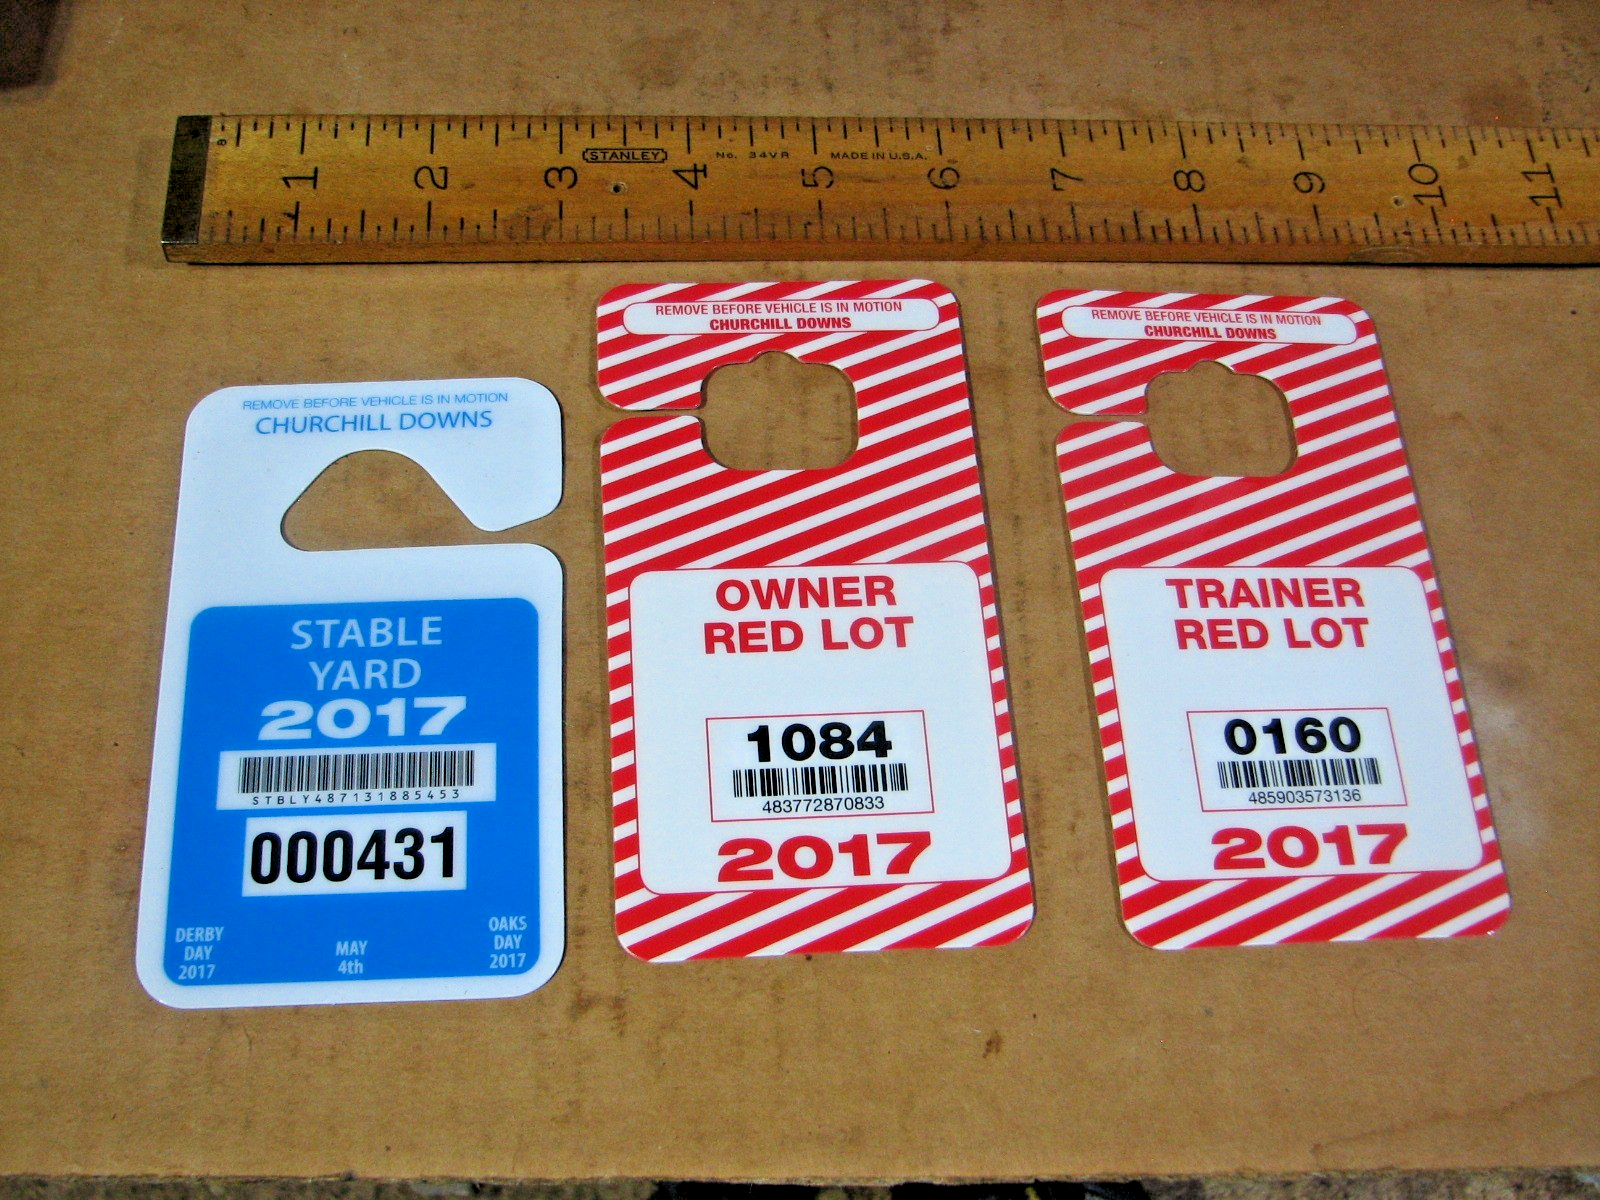 1 2 3 4 5 6 7 8 9 10 11
STANLEY No. 34VR MADE IN U.S.A.
REMOVE BEFORE VEHICLE IS IN MOTION
CHURCHILL DOWNS
STABLE
YARD
2017
STBLY487131885453
000431
DERBY
DAY
2017
MAY
4th
OAKS
DAY
2017
REMOVE BEFORE VEHICLE IS IN MOTION
CHURCHILL DOWNS
OWNER
RED LOT
1084
483772870833
2017
REMOVE BEFORE VEHICLE IS IN MOTION
CHURCHILL DOWNS
TRAINER
RED LOT
0160
485903573136
2017